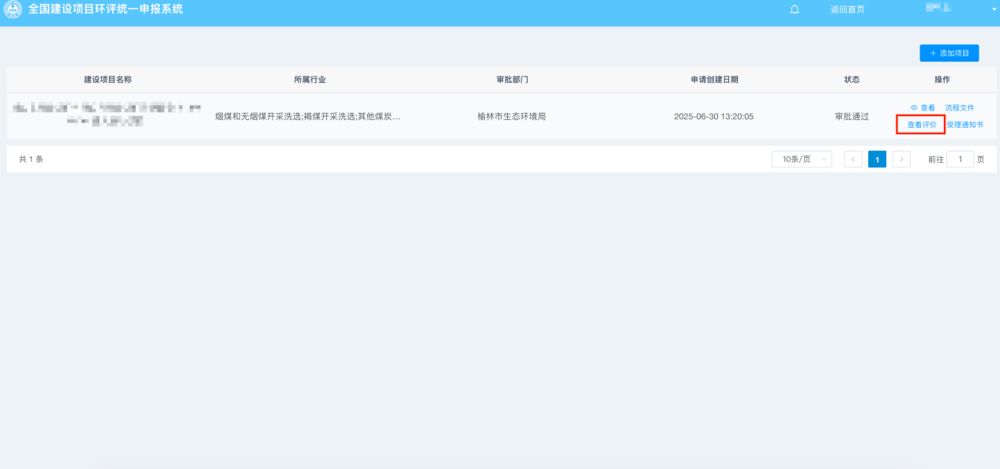 全国建设项目环评统一申报系统
返回首页
+ 添加项目
建设项目名称 所属行业 审批部门 申请创建日期 状态 操作
烟煤和无烟煤开采洗选;褐煤开采洗选;其他煤炭... 榆林市生态环境局 2025-06-30 13:20:05 审批通过 查看 流程文件
查看评价 受理通知书
共 1 条 10条/页 < 1 > 前往 1 页